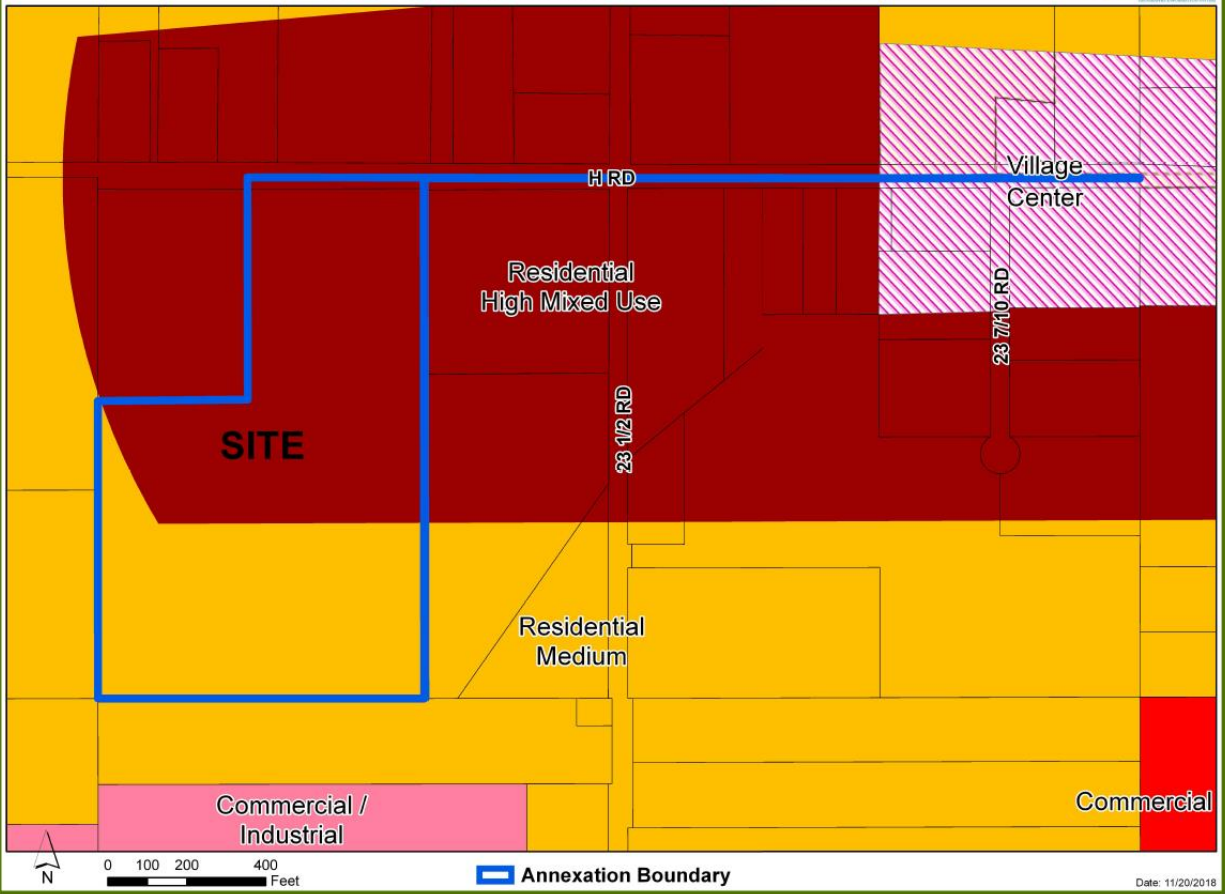 Village
Center
H RD
Residential
High Mixed Use
23 7/10 RD
23 1/2 RD
SITE
Residential
Medium
Commercial /
Industrial
Commercial
N
0 100 200 400
Feet
Annexation Boundary
Date: 11/20/2018